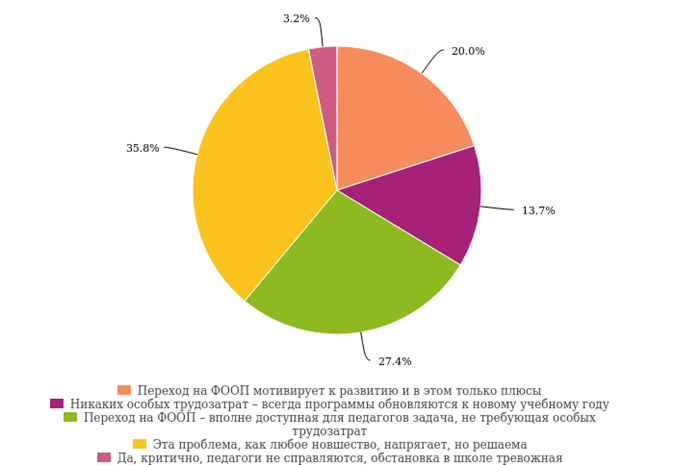 3.2%
20.0%
35.8%
13.7%
27.4%
Переход на ФООП мотивирует к развитию и в этом только плюсы
Никаких особых трудозатрат – всегда программы обновляются к новому учебному году
Переход на ФООП – вполне доступная для педагогов задача, не требующая особых
трудозатрат
Эта проблема, как любое новшество, напрягает, но решаема
Да, критично, педагоги не справляются, обстановка в школе тревожная